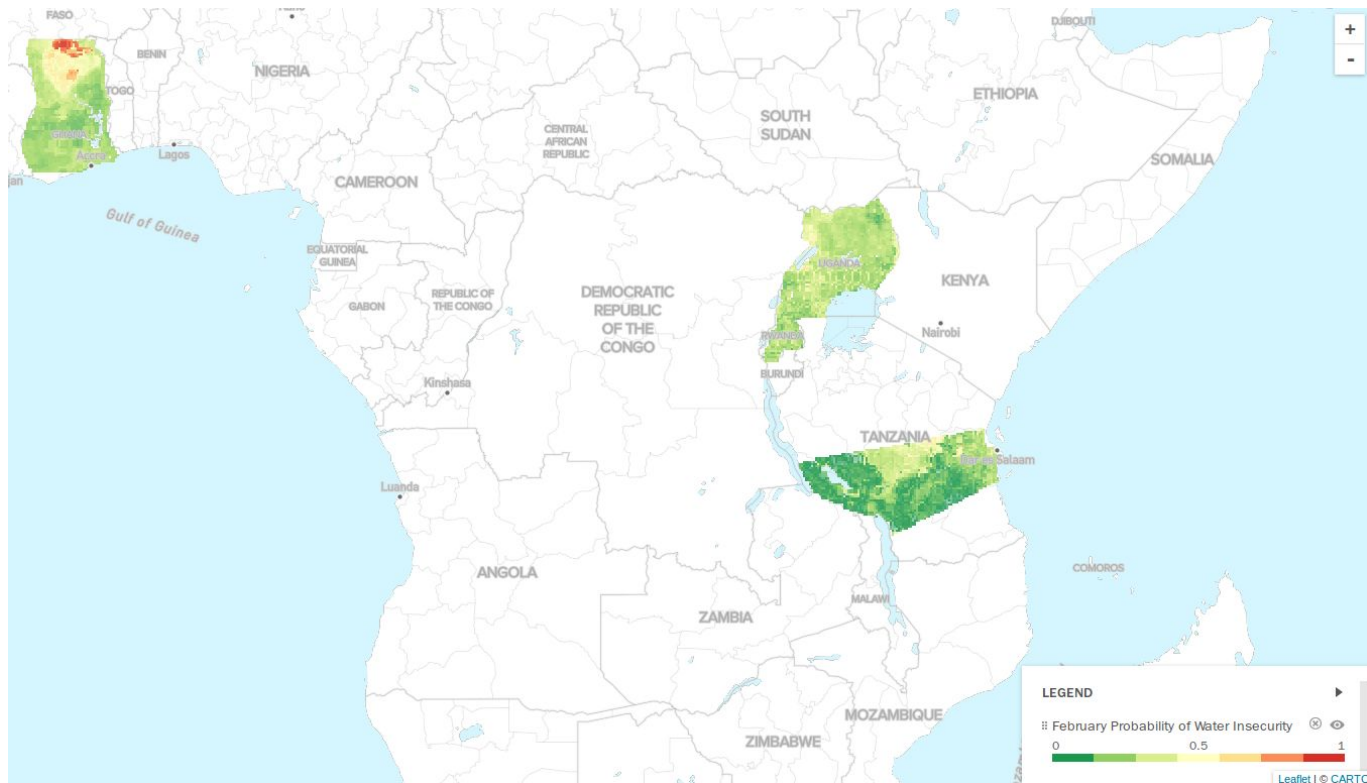 FASO
DJIBOUTI
+
-
BENIN
NIGERIA
TOGO
ETHIOPIA
SOUTH
SUDAN
CENTRAL
AFRICAN
REPUBLIC
GHANA
Accra
Lagos
SOMALIA
jan
CAMEROON
Gulf of Guinea
EQUATORIAL
GUINEA
UGANDA
GABON
REPUBLIC OF
THE CONGO
DEMOCRATIC
REPUBLIC
OF THE
CONGO
KENYA
Nairobi
RWANDA
BURUNDI
Kinshasa
TANZANIA
Dar es Salaam
Luanda
ANGOLA
COMOROS
MALAWI
ZAMBIA
MOZAMBIQUE
ZIMBABWE
LEGEND
February Probability of Water Insecurity
0 0.5 1
Leaflet | © CARTO